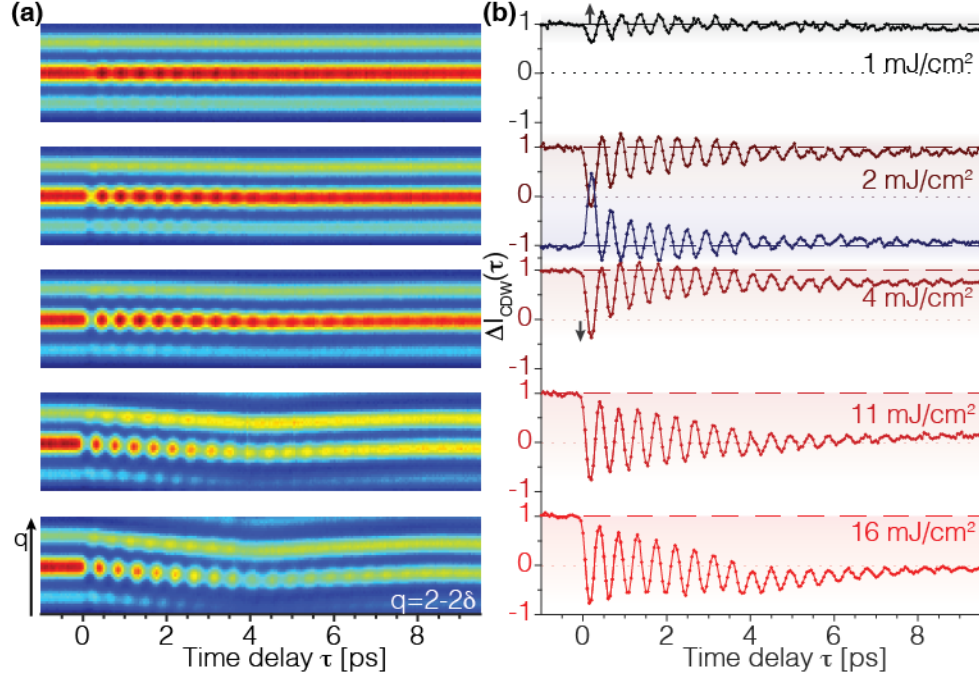 (a)
(b)
1
0
-1
1 mJ/cm²
1
0
-1
2 mJ/cm²
1
0
-1
4 mJ/cm²
1
0
-1
11 mJ/cm²
1
0
-1
16 mJ/cm²
ΔI_CDW(τ)
q
q=2-2δ
0 2 4 6 8
Time delay τ [ps]
0 2 4 6 8
Time delay τ [ps]